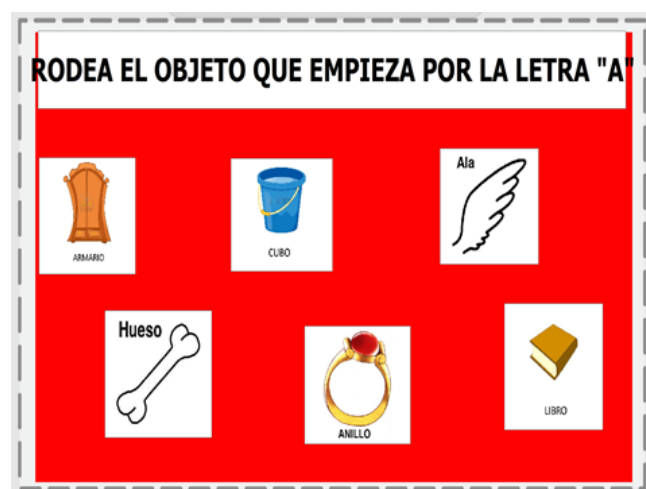 RODEA EL OBJETO QUE EMPIEZA POR LA LETRA "A"
ARMARIO
CUBO
Ala
Hueso
ANILLO
LIBRO